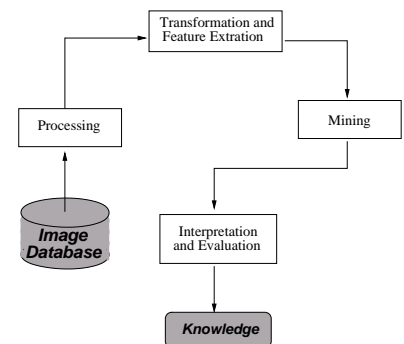 Transformation and
Feature Extration
Processing
Mining
Image
Database
Interpretation
and Evaluation
Knowledge